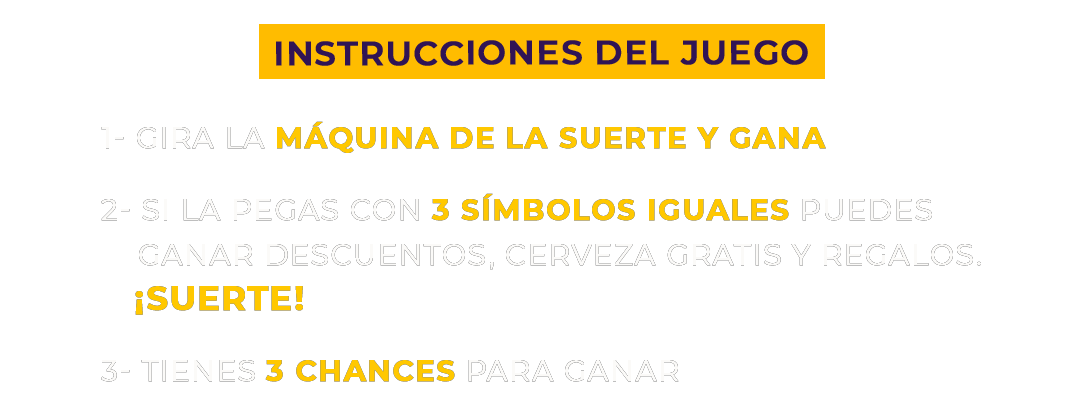 INSTRUCCIONES DEL JUEGO
1- GIRA LA MÁQUINA DE LA SUERTE Y GANA
2- SI LA PEGAS CON 3 SÍMBOLOS IGUALES PUEDES
GANAR DESCUENTOS, CERVEZA GRATIS Y REGALOS.
¡SUERTE!
3- TIENES 3 CHANCES PARA GANAR